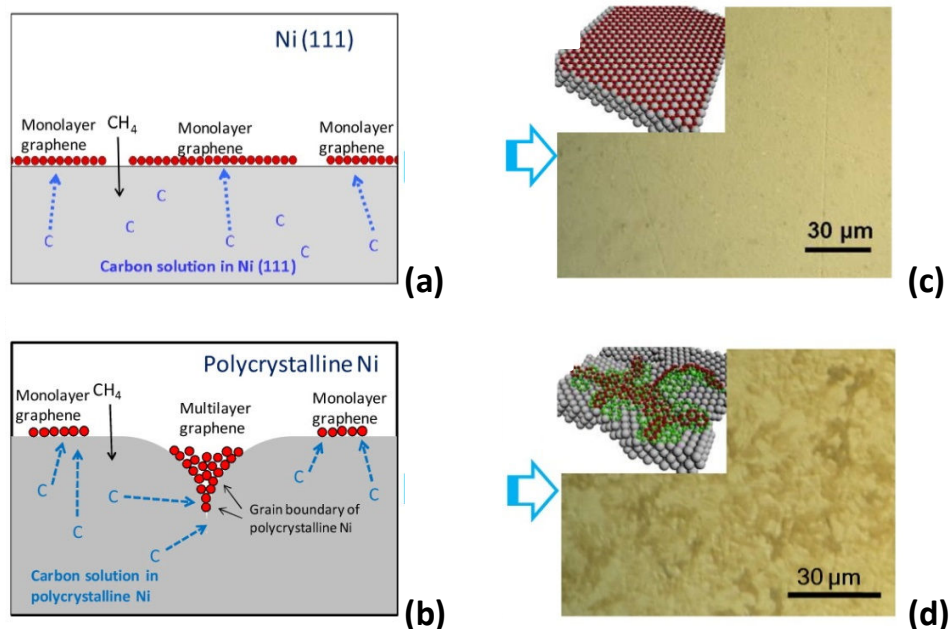 Ni (111)
Monolayer
graphene
CH4
Monolayer
graphene
Monolayer
graphene
C
C
C
C
C
C
C
Carbon solution in Ni (111)
(a)
30 µm
(c)
Polycrystalline Ni
Monolayer
graphene
CH4
Multilayer
graphene
Monolayer
graphene
C
C
C
C
C
Grain boundary of
polycrystalline Ni
Carbon solution in
polycrystalline Ni
(b)
30 µm
(d)